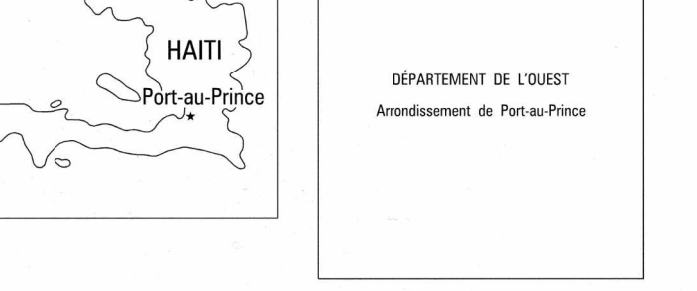 HAITI
Port-au-Prince
DÉPARTEMENT DE L'OUEST
Arrondissement de Port-au-Prince